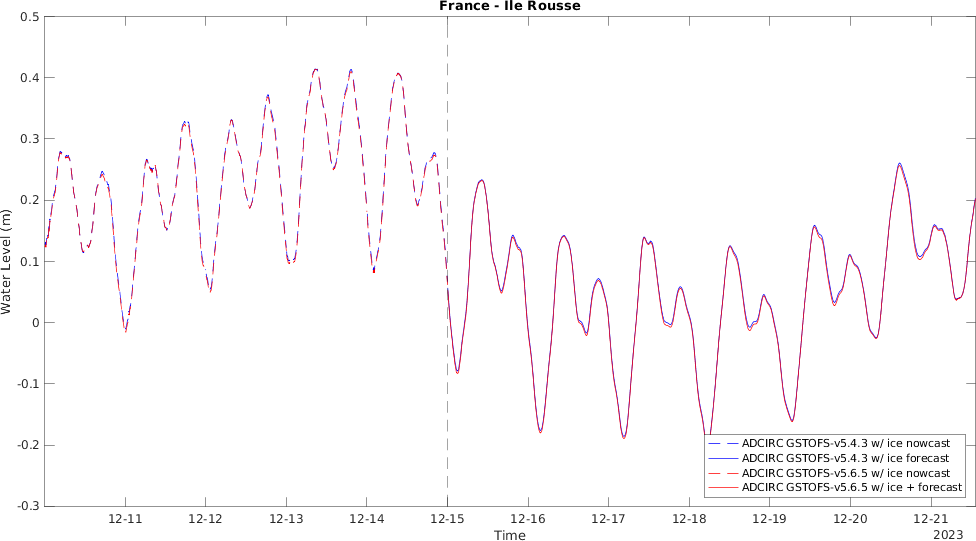 France - Ile Rousse
0.5
0.4
0.3
0.2
0.1
0
-0.1
-0.2
-0.3
Water Level (m)
ADCIRC GSTOFS-v5.4.3 w/ ice nowcast
ADCIRC GSTOFS-v5.4.3 w/ ice forecast
ADCIRC GSTOFS-v5.6.5 w/ ice nowcast
ADCIRC GSTOFS-v5.6.5 w/ ice + forecast
12-11 12-12 12-13 12-14 12-15 12-16 12-17 12-18 12-19 12-20 12-21
Time
2023